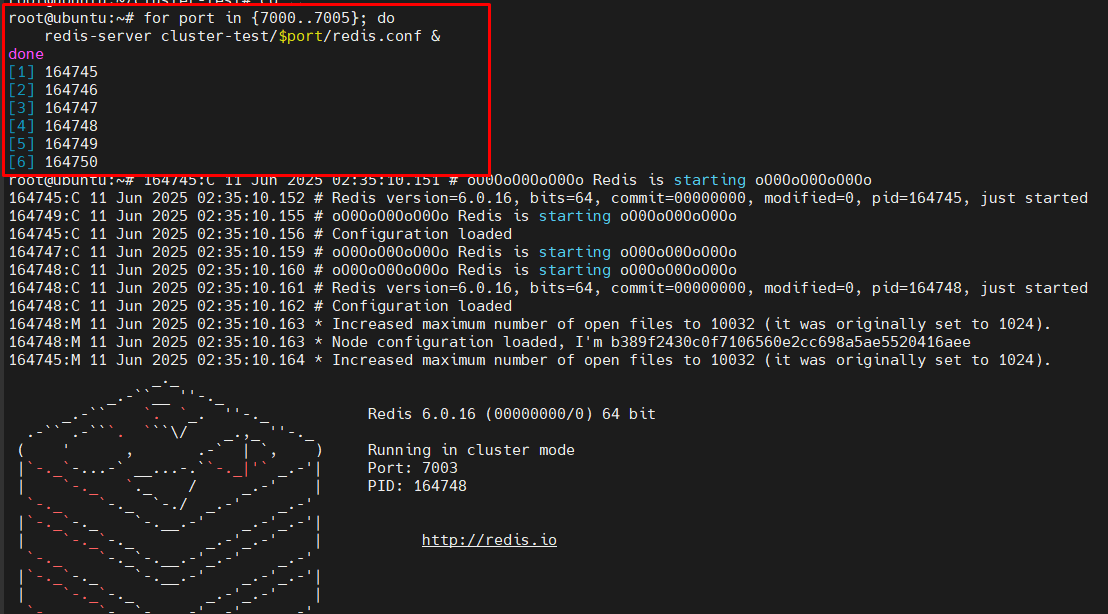 root@ubuntu:~# for port in {7000..7005}; do
    redis-server cluster-test/$port/redis.conf &
done
[1] 164745
[2] 164746
[3] 164747
[4] 164748
[5] 164749
[6] 164750
root@ubuntu:~# 164745:C 11 Jun 2025 02:35:10.151 # oO0OoO0OoO0Oo Redis is starting oO0OoO0OoO0Oo
164745:C 11 Jun 2025 02:35:10.152 # Redis version=6.0.16, bits=64, commit=00000000, modified=0, pid=164745, just started
164749:C 11 Jun 2025 02:35:10.155 # oO0OoO0OoO0Oo Redis is starting oO0OoO0OoO0Oo
164745:C 11 Jun 2025 02:35:10.156 # Configuration loaded
164747:C 11 Jun 2025 02:35:10.159 # oO0OoO0OoO0Oo Redis is starting oO0OoO0OoO0Oo
164748:C 11 Jun 2025 02:35:10.160 # oO0OoO0OoO0Oo Redis is starting oO0OoO0OoO0Oo
164748:C 11 Jun 2025 02:35:10.161 # Redis version=6.0.16, bits=64, commit=00000000, modified=0, pid=164748, just started
164748:C 11 Jun 2025 02:35:10.162 # Configuration loaded
164748:M 11 Jun 2025 02:35:10.163 * Increased maximum number of open files to 10032 (it was originally set to 1024).
164748:M 11 Jun 2025 02:35:10.163 * Node configuration loaded, I'm b389f2430c0f7106560e2cc698a5ae5520416aee
164745:M 11 Jun 2025 02:35:10.164 * Increased maximum number of open files to 10032 (it was originally set to 1024).
Redis 6.0.16 (00000000/0) 64 bit
Running in cluster mode
Port: 7003
PID: 164748
http://redis.io